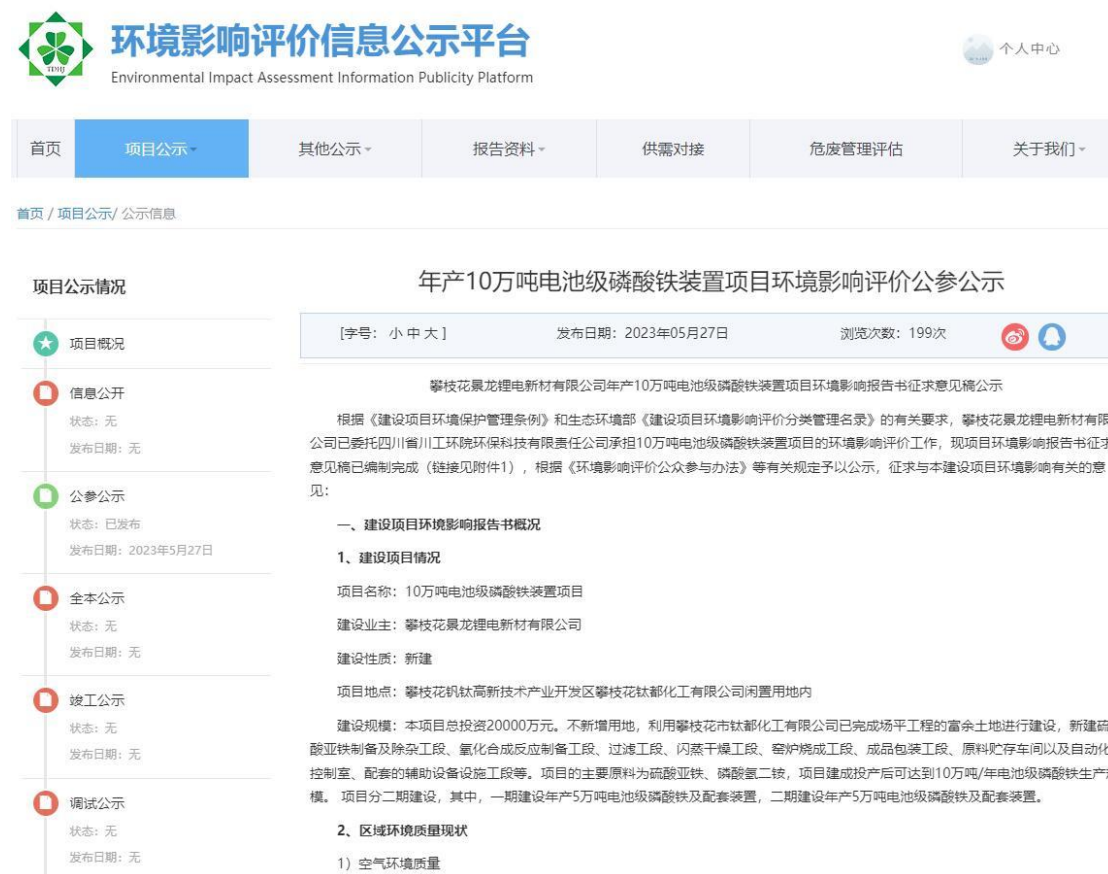 环境影响评价信息公示平台
Environmental Impact Assessment Information Publicity Platform
TDHJ
个人中心
首页 项目公示 其他公示 报告资料 供需对接 危废管理评估 关于我们
首页 / 项目公示/ 公示信息
项目公示情况
项目概况
信息公开
状态：无
发布日期：无
公参公示
状态：已发布
发布日期：2023年5月27日
全本公示
状态：无
发布日期：无
竣工公示
状态：无
发布日期：无
调试公示
状态：无
发布日期：无
年产10万吨电池级磷酸铁装置项目环境影响评价公参公示
[字号： 小 中 大 ] 发布日期：2023年05月27日 浏览次数：199次
攀枝花景龙锂电新材有限公司年产10万吨电池级磷酸铁装置项目环境影响报告书征求意见稿公示
根据《建设项目环境保护管理条例》和生态环境部《建设项目环境影响评价分类管理名录》的有关要求，攀枝花景龙锂电新材有限
公司已委托四川省川工环院环保科技有限责任公司承担10万吨电池级磷酸铁装置项目的环境影响评价工作，现项目环境影响报告书征求
意见稿已编制完成（链接见附件1），根据《环境影响评价公众参与办法》等有关规定予以公示，征求与本建设项目环境影响有关的意
见：
一、建设项目环境影响报告书概况
1、建设项目情况
项目名称：10万吨电池级磷酸铁装置项目
建设业主：攀枝花景龙锂电新材有限公司
建设性质：新建
项目地点：攀枝花钒钛高新技术产业开发区攀枝花钛都化工有限公司闲置用地内
建设规模：本项目总投资20000万元。不新增用地，利用攀枝花市钛都化工有限公司已完成场平工程的富余土地进行建设，新建硫
酸亚铁制备及除杂工段、氧化合成反应制备工段、过滤工段、闪蒸干燥工段、窑炉烧成工段、成品包装工段、原料贮存车间以及自动化
控制室、配套的辅助设备设施工段等。项目的主要原料为硫酸亚铁、磷酸氢二铵，项目建成投产后可达到10万吨/年电池级磷酸铁生产
模。 项目分二期建设，其中，一期建设年产5万吨电池级磷酸铁及配套装置，二期建设年产5万吨电池级磷酸铁及配套装置。
2、区域环境质量现状
1）空气环境质量